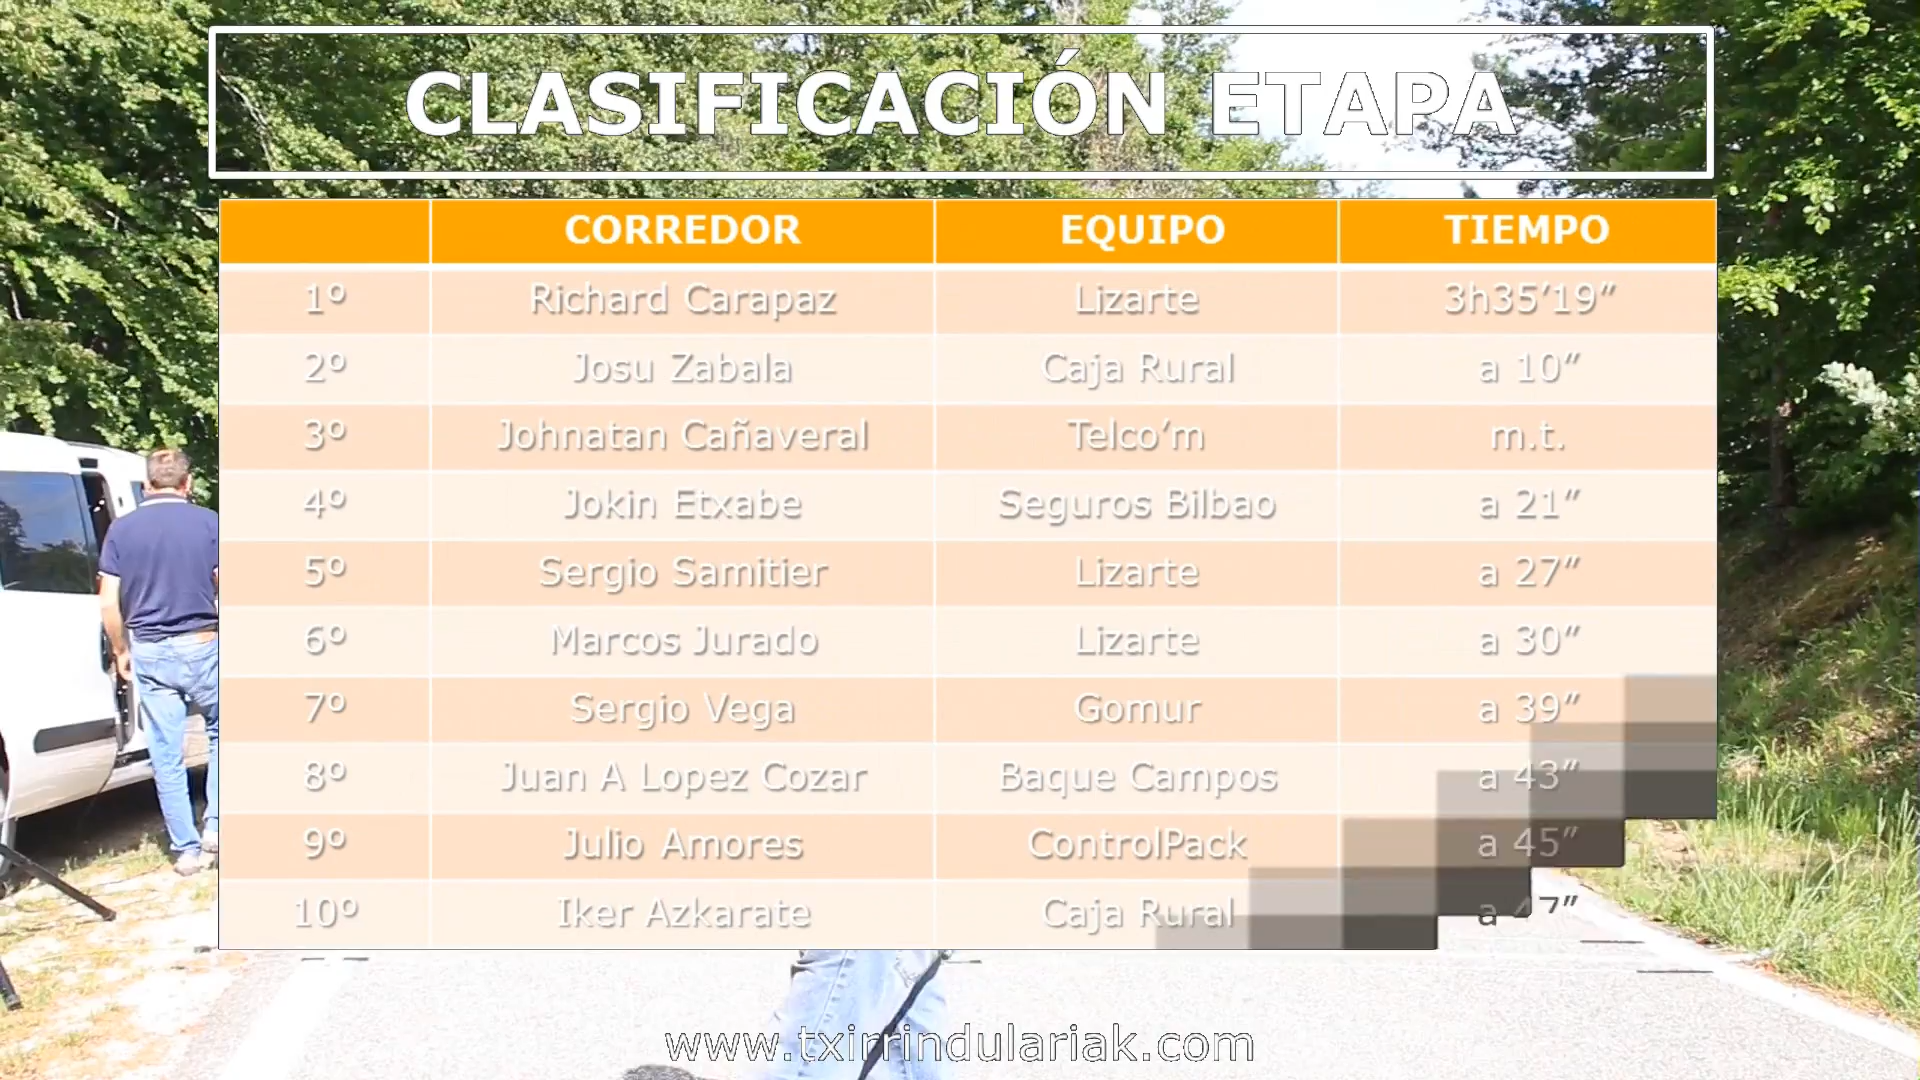 CLASIFICACIÓN ETAPA
CORREDOR EQUIPO TIEMPO
1º Richard Carapaz Lizarte 3h35’19”
2º Josu Zabala Caja Rural a 10”
3º Johnatan Cañaveral Telco’m m.t.
4º Jokin Etxabe Seguros Bilbao a 21”
5º Sergio Samitier Lizarte a 27”
6º Marcos Jurado Lizarte a 30”
7º Sergio Vega Gomur a 39”
8º Juan A Lopez Cozar Baque Campos a 43”
9º Julio Amores ControlPack a 45”
10º Iker Azkarate Caja Rural a 47”
www.txirrindulariak.com